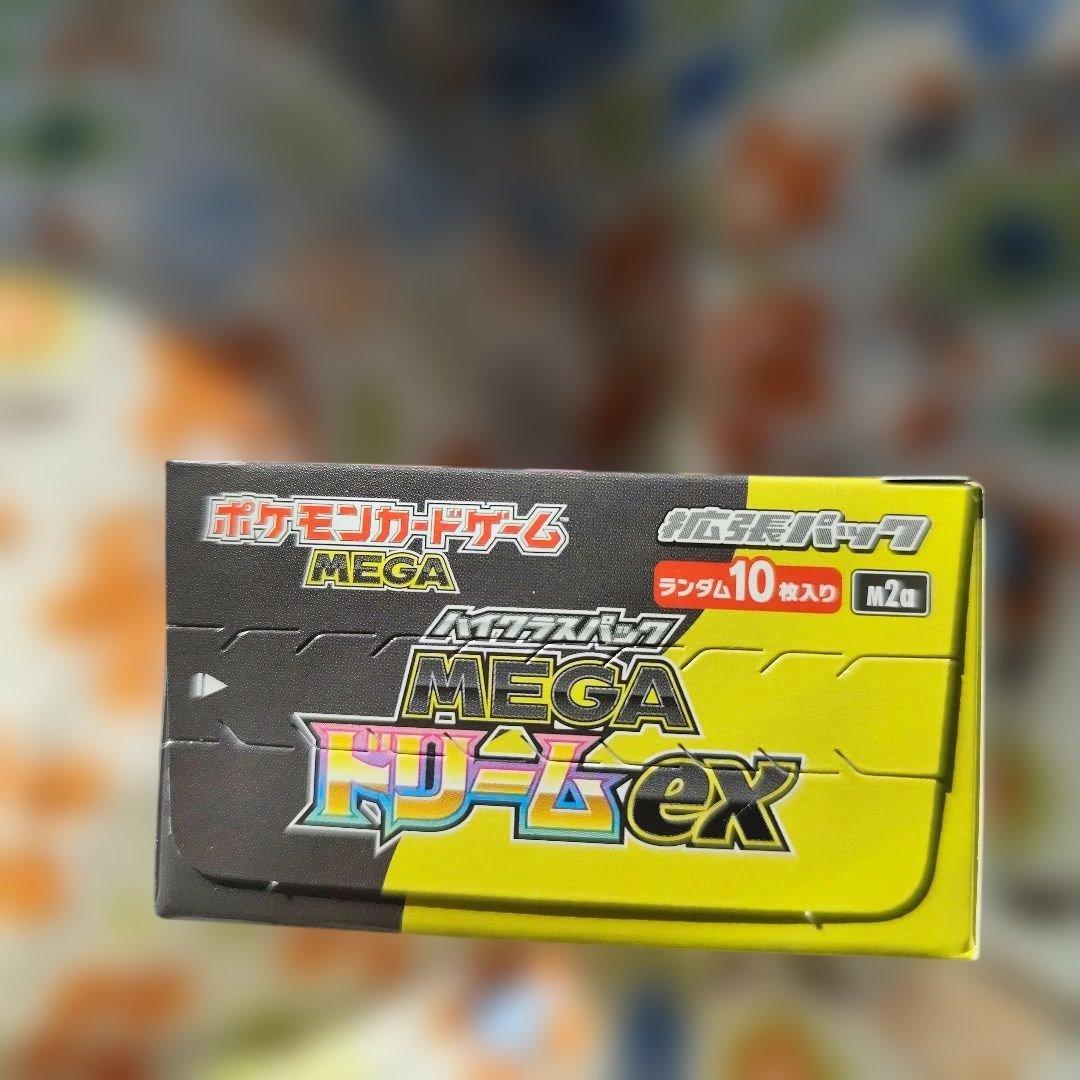 ポケモンカードゲーム
MEGA
拡張パック
ランダム10枚入り
M2a
ハイクラスパック
MEGA
ドリームex